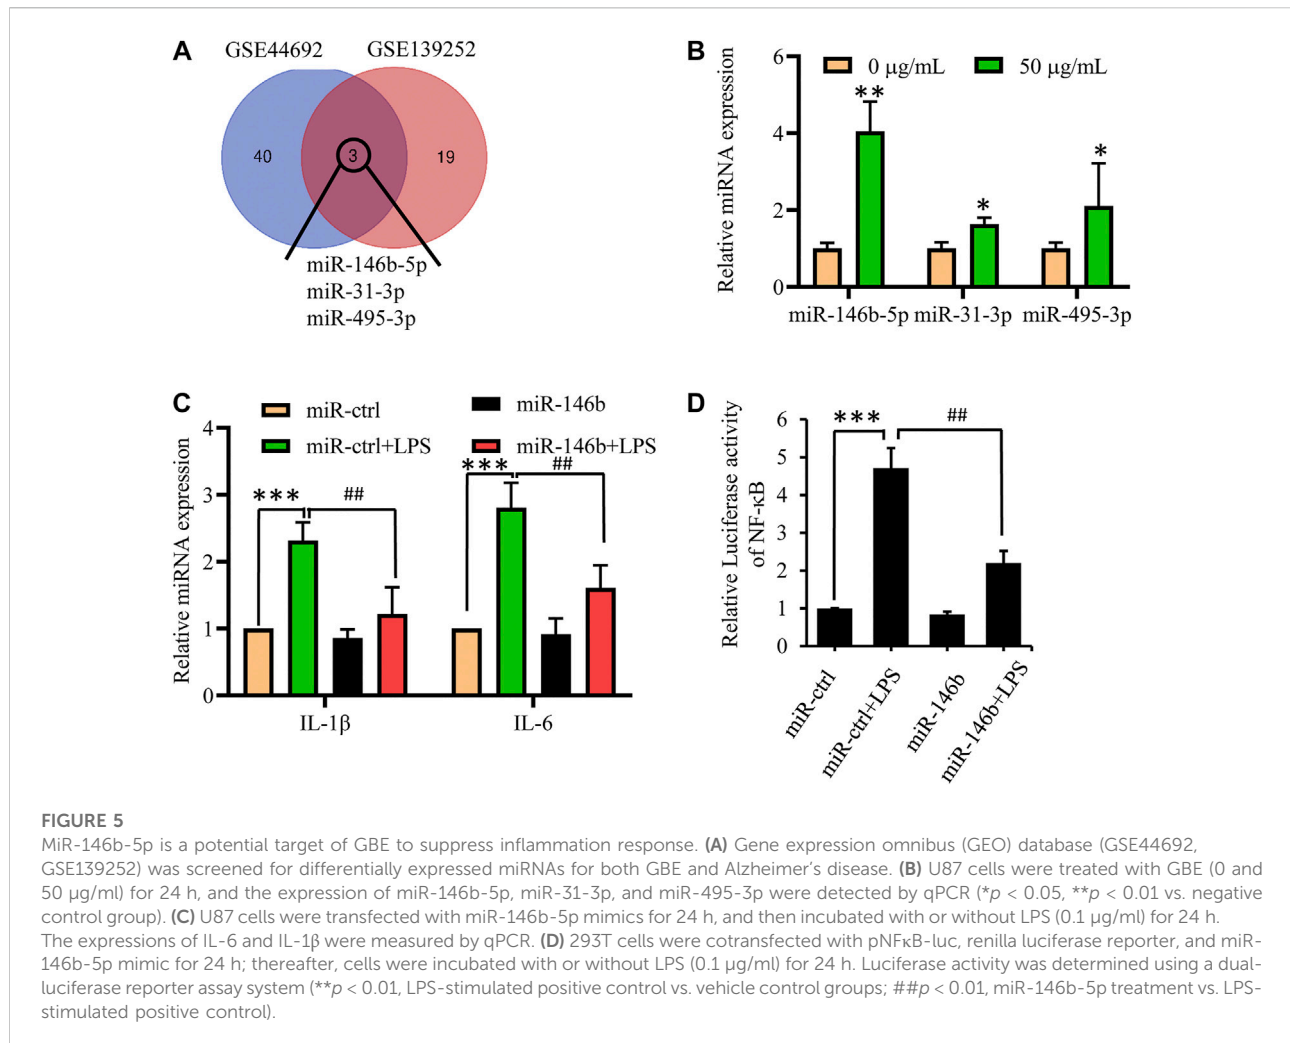 A
GSE44692 GSE139252
40 3 19
miR-146b-5p
miR-31-3p
miR-495-3p
B
0 μg/mL 50 μg/mL
Relative miRNA expression
6
4
2
0
** * *
miR-146b-5p miR-31-3p miR-495-3p
C
miR-ctrl miR-146b
miR-ctrl+LPS miR-146b+LPS
Relative miRNA expression
4
3
2
1
0
*** ## *** ##
IL-1β IL-6
D
Relative Luciferase activity
of NF-κB
6
5
4
3
2
1
0
*** ##
miR-ctrl
miR-ctrl+LPS
miR-146b
miR-146b+LPS
FIGURE 5
MiR-146b-5p is a potential target of GBE to suppress inflammation response. (A) Gene expression omnibus (GEO) database (GSE44692,
GSE139252) was screened for differentially expressed miRNAs for both GBE and Alzheimer's disease. (B) U87 cells were treated with GBE (0 and
50 μg/ml) for 24 h, and the expression of miR-146b-5p, miR-31-3p, and miR-495-3p were detected by qPCR (*p < 0.05, **p < 0.01 vs. negative
control group). (C) U87 cells were transfected with miR-146b-5p mimics for 24 h, and then incubated with or without LPS (0.1 μg/ml) for 24 h.
The expressions of IL-6 and IL-1β were measured by qPCR. (D) 293T cells were cotransfected with pNFκB-luc, renilla luciferase reporter, and miR-
146b-5p mimic for 24 h; thereafter, cells were incubated with or without LPS (0.1 μg/ml) for 24 h. Luciferase activity was determined using a dual-
luciferase reporter assay system (**p < 0.01, LPS-stimulated positive control vs. vehicle control groups; ##p < 0.01, miR-146b-5p treatment vs. LPS-
stimulated positive control).